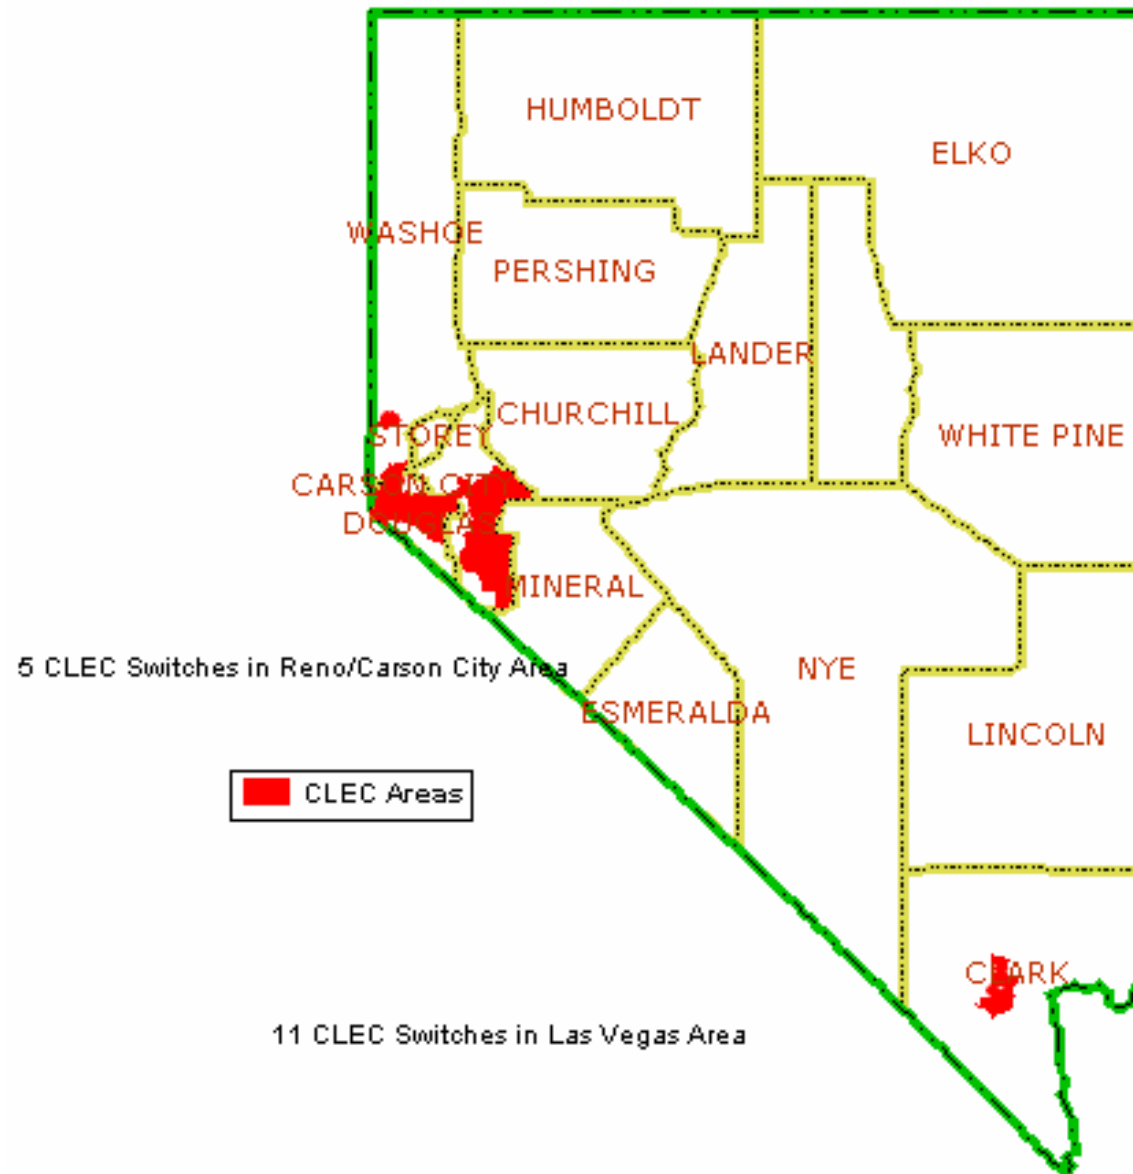 HUMBOLDT
ELKO
WASHOE
PERSHING
LANDER
CHURCHILL
STOREY
WHITE PINE
CARSON CITY
DOUGLAS
MINERAL
5 CLEC Switches in Reno/Carson City Area
NYE
ESMERALDA
LINCOLN
CLEC Areas
CLARK
11 CLEC Switches in Las Vegas Area